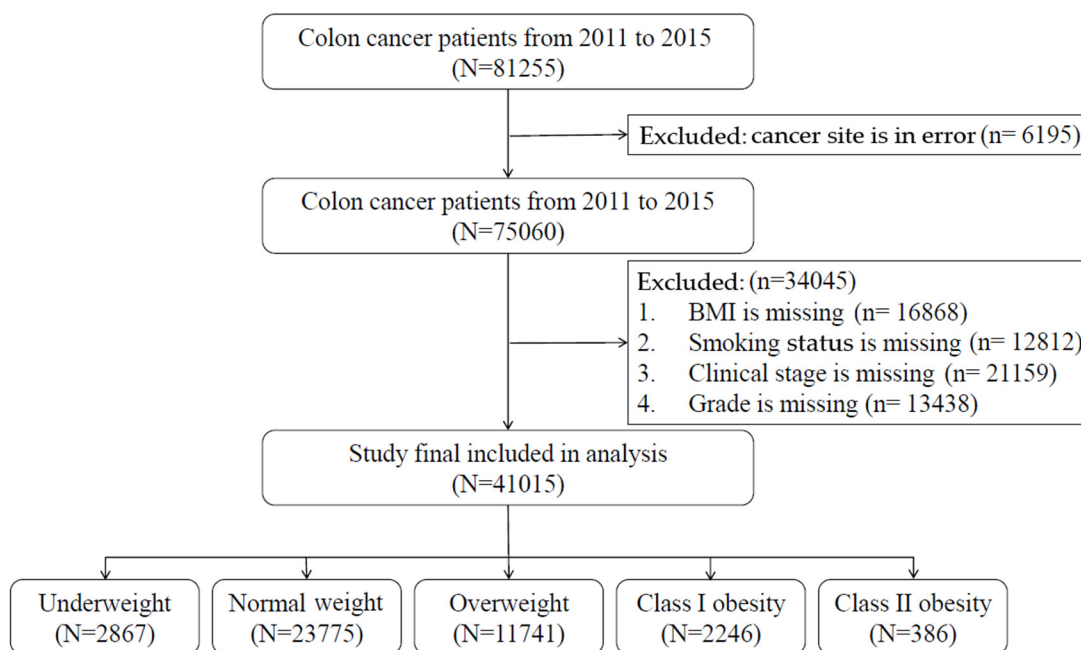 Colon cancer patients from 2011 to 2015
(N=81255)
Excluded: cancer site is in error (n= 6195)
Colon cancer patients from 2011 to 2015
(N=75060)
Excluded: (n=34045)
1. BMI is missing (n= 16868)
2. Smoking status is missing (n= 12812)
3. Clinical stage is missing (n= 21159)
4. Grade is missing (n= 13438)
Study final included in analysis
(N=41015)
Underweight
(N=2867)
Normal weight
(N=23775)
Overweight
(N=11741)
Class I obesity
(N=2246)
Class II obesity
(N=386)